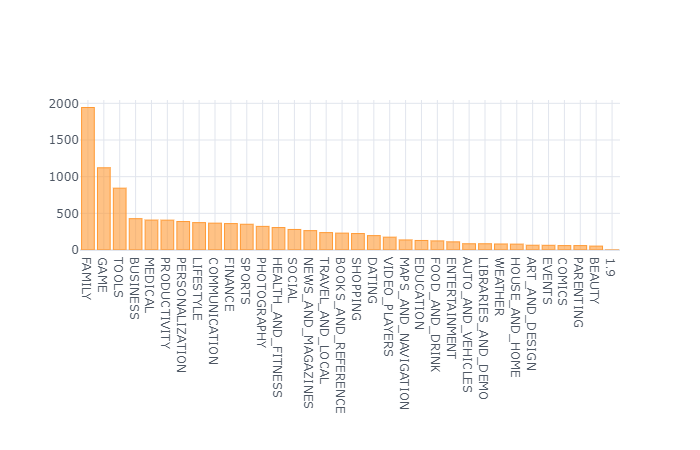 2000
1500
1000
500
0
FAMILY
GAME
TOOLS
BUSINESS
MEDICAL
PRODUCTIVITY
PERSONALIZATION
LIFESTYLE
COMMUNICATION
FINANCE
SPORTS
PHOTOGRAPHY
HEALTH_AND_FITNESS
SOCIAL
NEWS_AND_MAGAZINES
TRAVEL_AND_LOCAL
BOOKS_AND_REFERENCE
SHOPPING
DATING
VIDEO_PLAYERS
MAPS_AND_NAVIGATION
EDUCATION
FOOD_AND_DRINK
ENTERTAINMENT
AUTO_AND_VEHICLES
LIBRARIES_AND_DEMO
WEATHER
HOUSE_AND_HOME
ART_AND_DESIGN
EVENTS
COMICS
PARENTING
BEAUTY
1.9